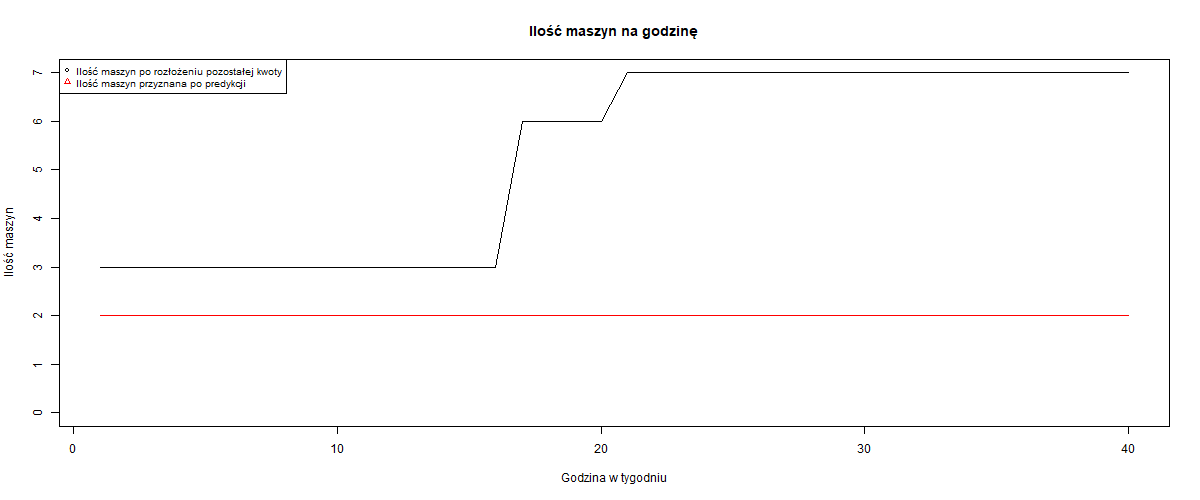 Ilość maszyn na godzinę
Ilość maszyn po rozłożeniu pozostałej kwoty
Ilość maszyn przyznana po predykcji
Ilość maszyn
7
6
5
4
3
2
1
0
0 10 20 30 40
Godzina w tygodniu